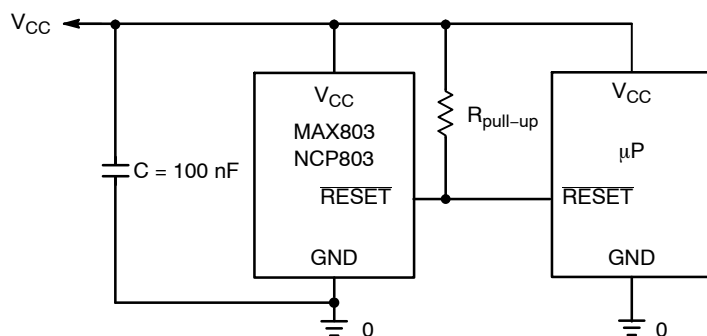 VCC
VCC
MAX803
NCP803
RESET
GND
C = 100 nF
Rpull−up
VCC
μP
RESET
GND
0
0